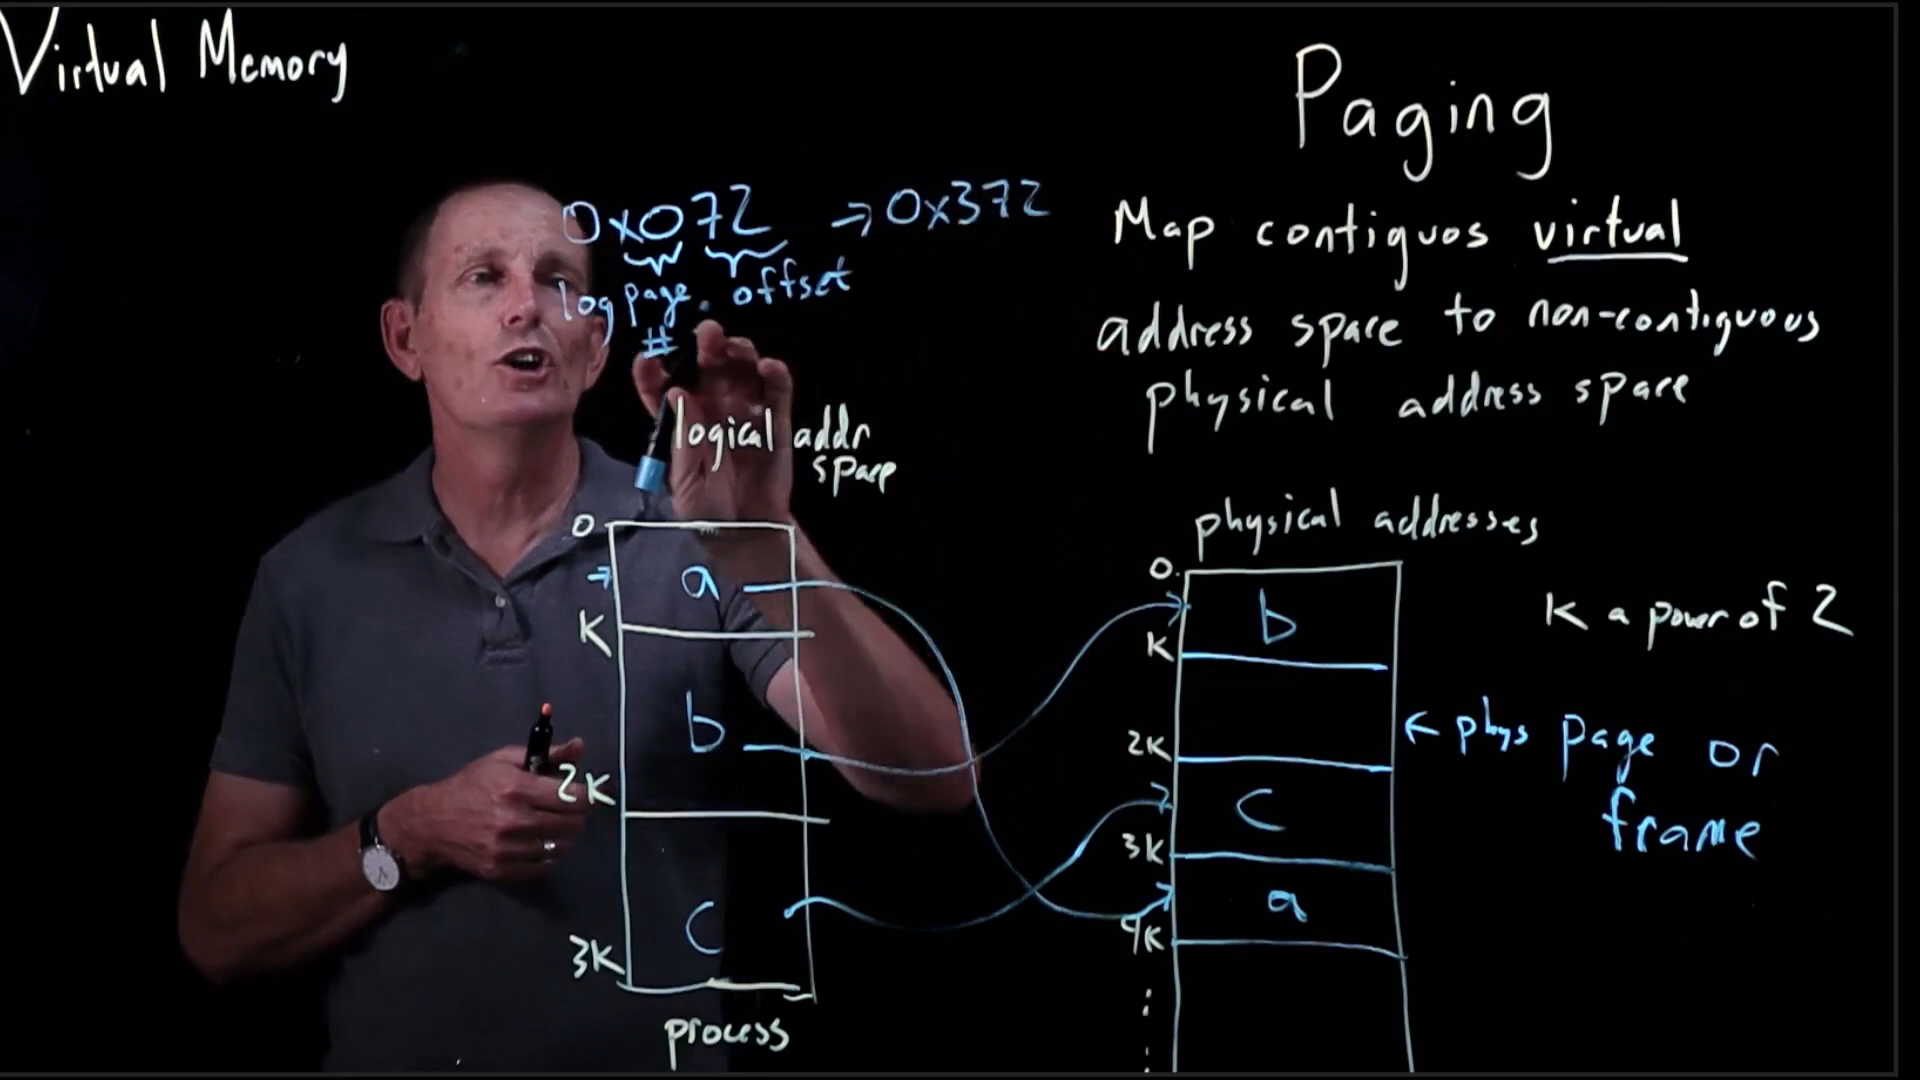 Virtual Memory
Paging
Map contiguos virtual
address space to non-contiguous
physical address space
0x072 → 0x372
log page. offset
#
logical addr
space
0
a
K
b
2K
c
3K
process
physical addresses
0.
b
K
2K
c
3K
a
4K
K a power of 2
← phys page or
frame